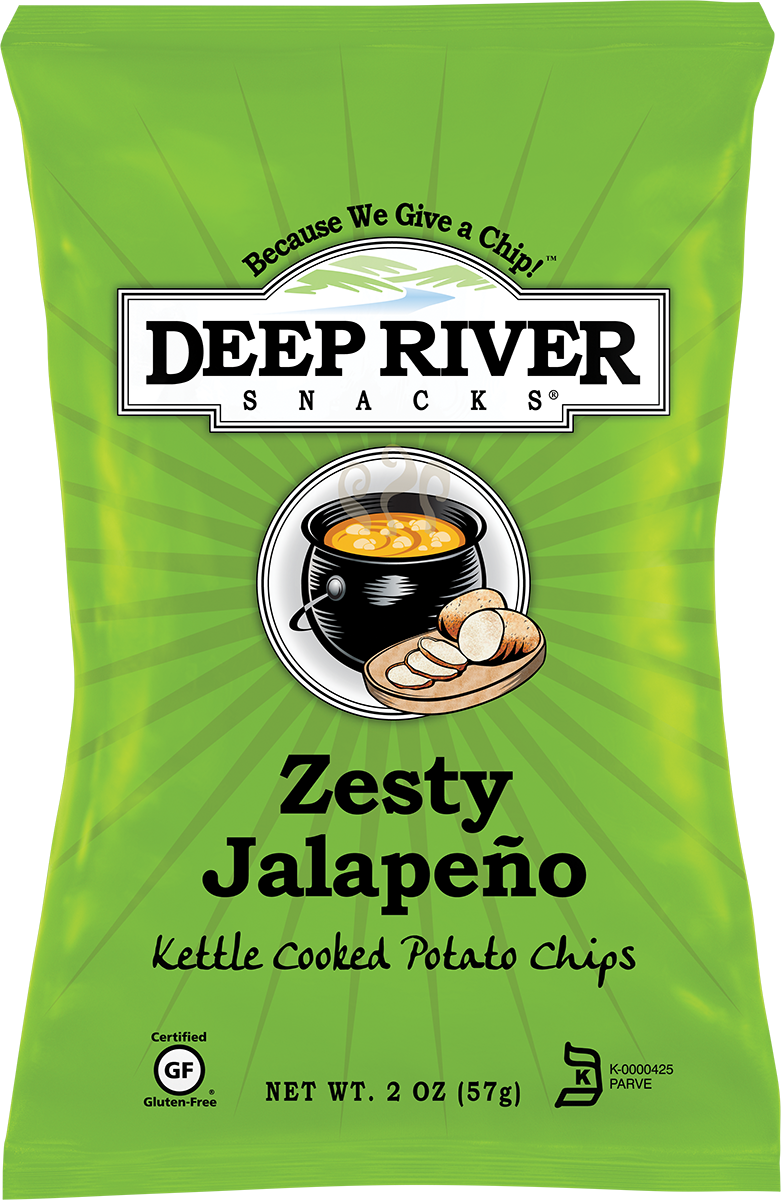 Because We Give a Chip!™
DEEP RIVER
SNACKS®
Zesty
Jalapeño
Kettle Cooked Potato Chips
Certified
GF
®
Gluten-Free
NET WT. 2 OZ (57g)
K
K-0000425
PARVE